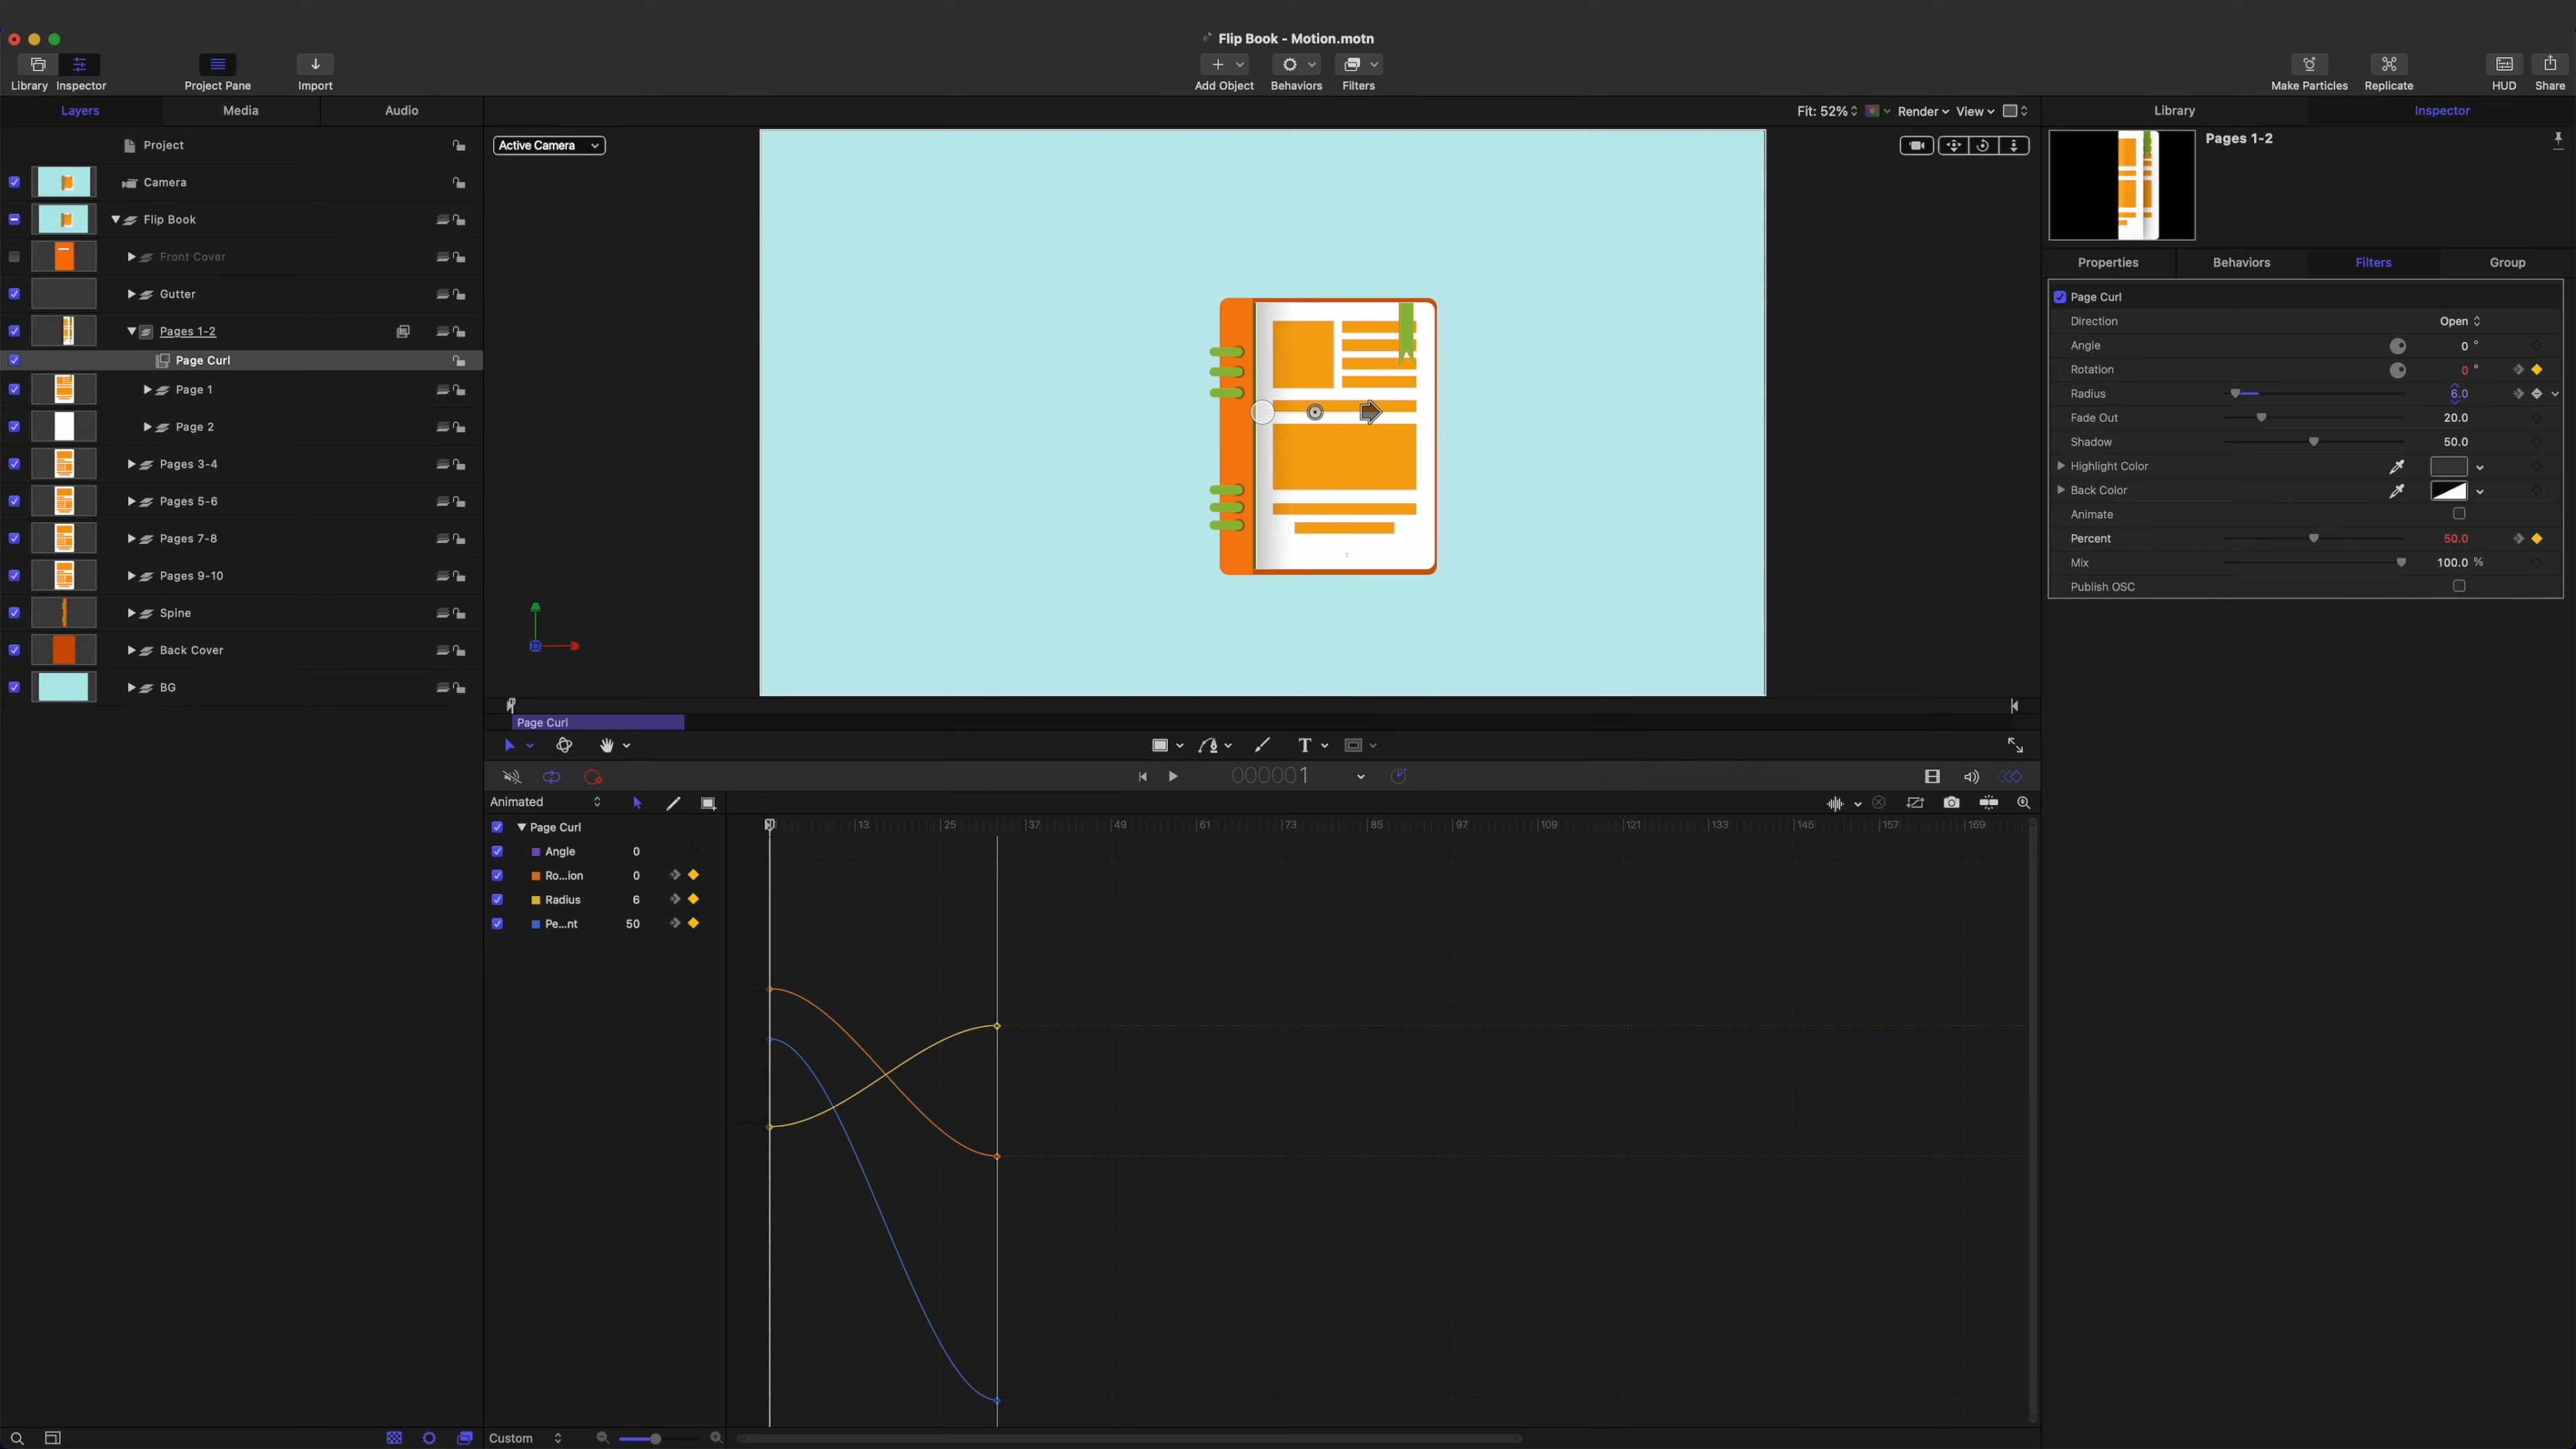 Flip Book - Motion.motn
Library Inspector Project Pane Import Add Object Behaviors Filters Make Particles Replicate HUD Share
Layers Media Audio Fit: 52% Render View Library Inspector
Project
Camera
Flip Book
Front Cover
Gutter
Pages 1-2
Page Curl
Page 1
Page 2
Pages 3-4
Pages 5-6
Pages 7-8
Pages 9-10
Spine
Back Cover
BG
Active Camera
1
Page Curl
T
000001
Animated
Page Curl
Angle 0
Ro...ion 0
Radius 6
Pe...nt 50
13 25 37 49 61 73 85 97 109 121 133 145 157 169
Custom
Pages 1-2
Properties Behaviors Filters Group
Page Curl
Direction Open
Angle 0 °
Rotation 0 °
Radius 6.0
Fade Out 20.0
Shadow 50.0
Highlight Color
Back Color
Animate
Percent 50.0
Mix 100.0 %
Publish OSC